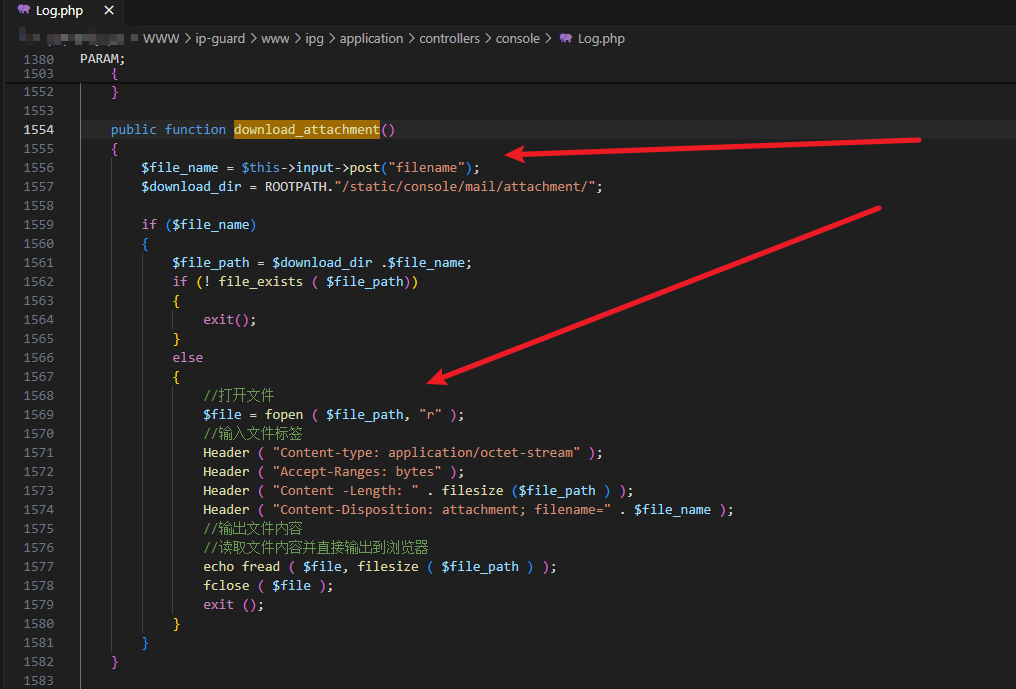 Log.php ×
WWW > ip-guard > www > ipg > application > controllers > console > Log.php
1380 PARAM;
1503 {
1552 }
1553
1554 public function download_attachment()
1555 {
1556 $file_name = $this->input->post("filename");
1557 $download_dir = ROOTPATH."/static/console/mail/attachment/";
1558
1559 if ($file_name)
1560 {
1561 $file_path = $download_dir .$file_name;
1562 if (! file_exists ( $file_path))
1563 {
1564 exit();
1565 }
1566 else
1567 {
1568 //打开文件
1569 $file = fopen ( $file_path, "r" );
1570 //输入文件标签
1571 Header ( "Content-type: application/octet-stream" );
1572 Header ( "Accept-Ranges: bytes" );
1573 Header ( "Content -Length: " . filesize ($file_path ) );
1574 Header ( "Content-Disposition: attachment; filename=" . $file_name );
1575 //输出文件内容
1576 //读取文件内容并直接输出到浏览器
1577 echo fread ( $file, filesize ( $file_path ) );
1578 fclose ( $file );
1579 exit ();
1580 }
1581 }
1582 }
1583